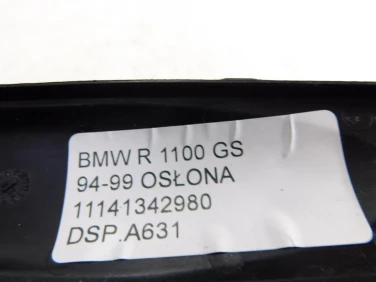 BMW R 1100 GS
94-99 OSŁONA
11141342980
DSP.A631